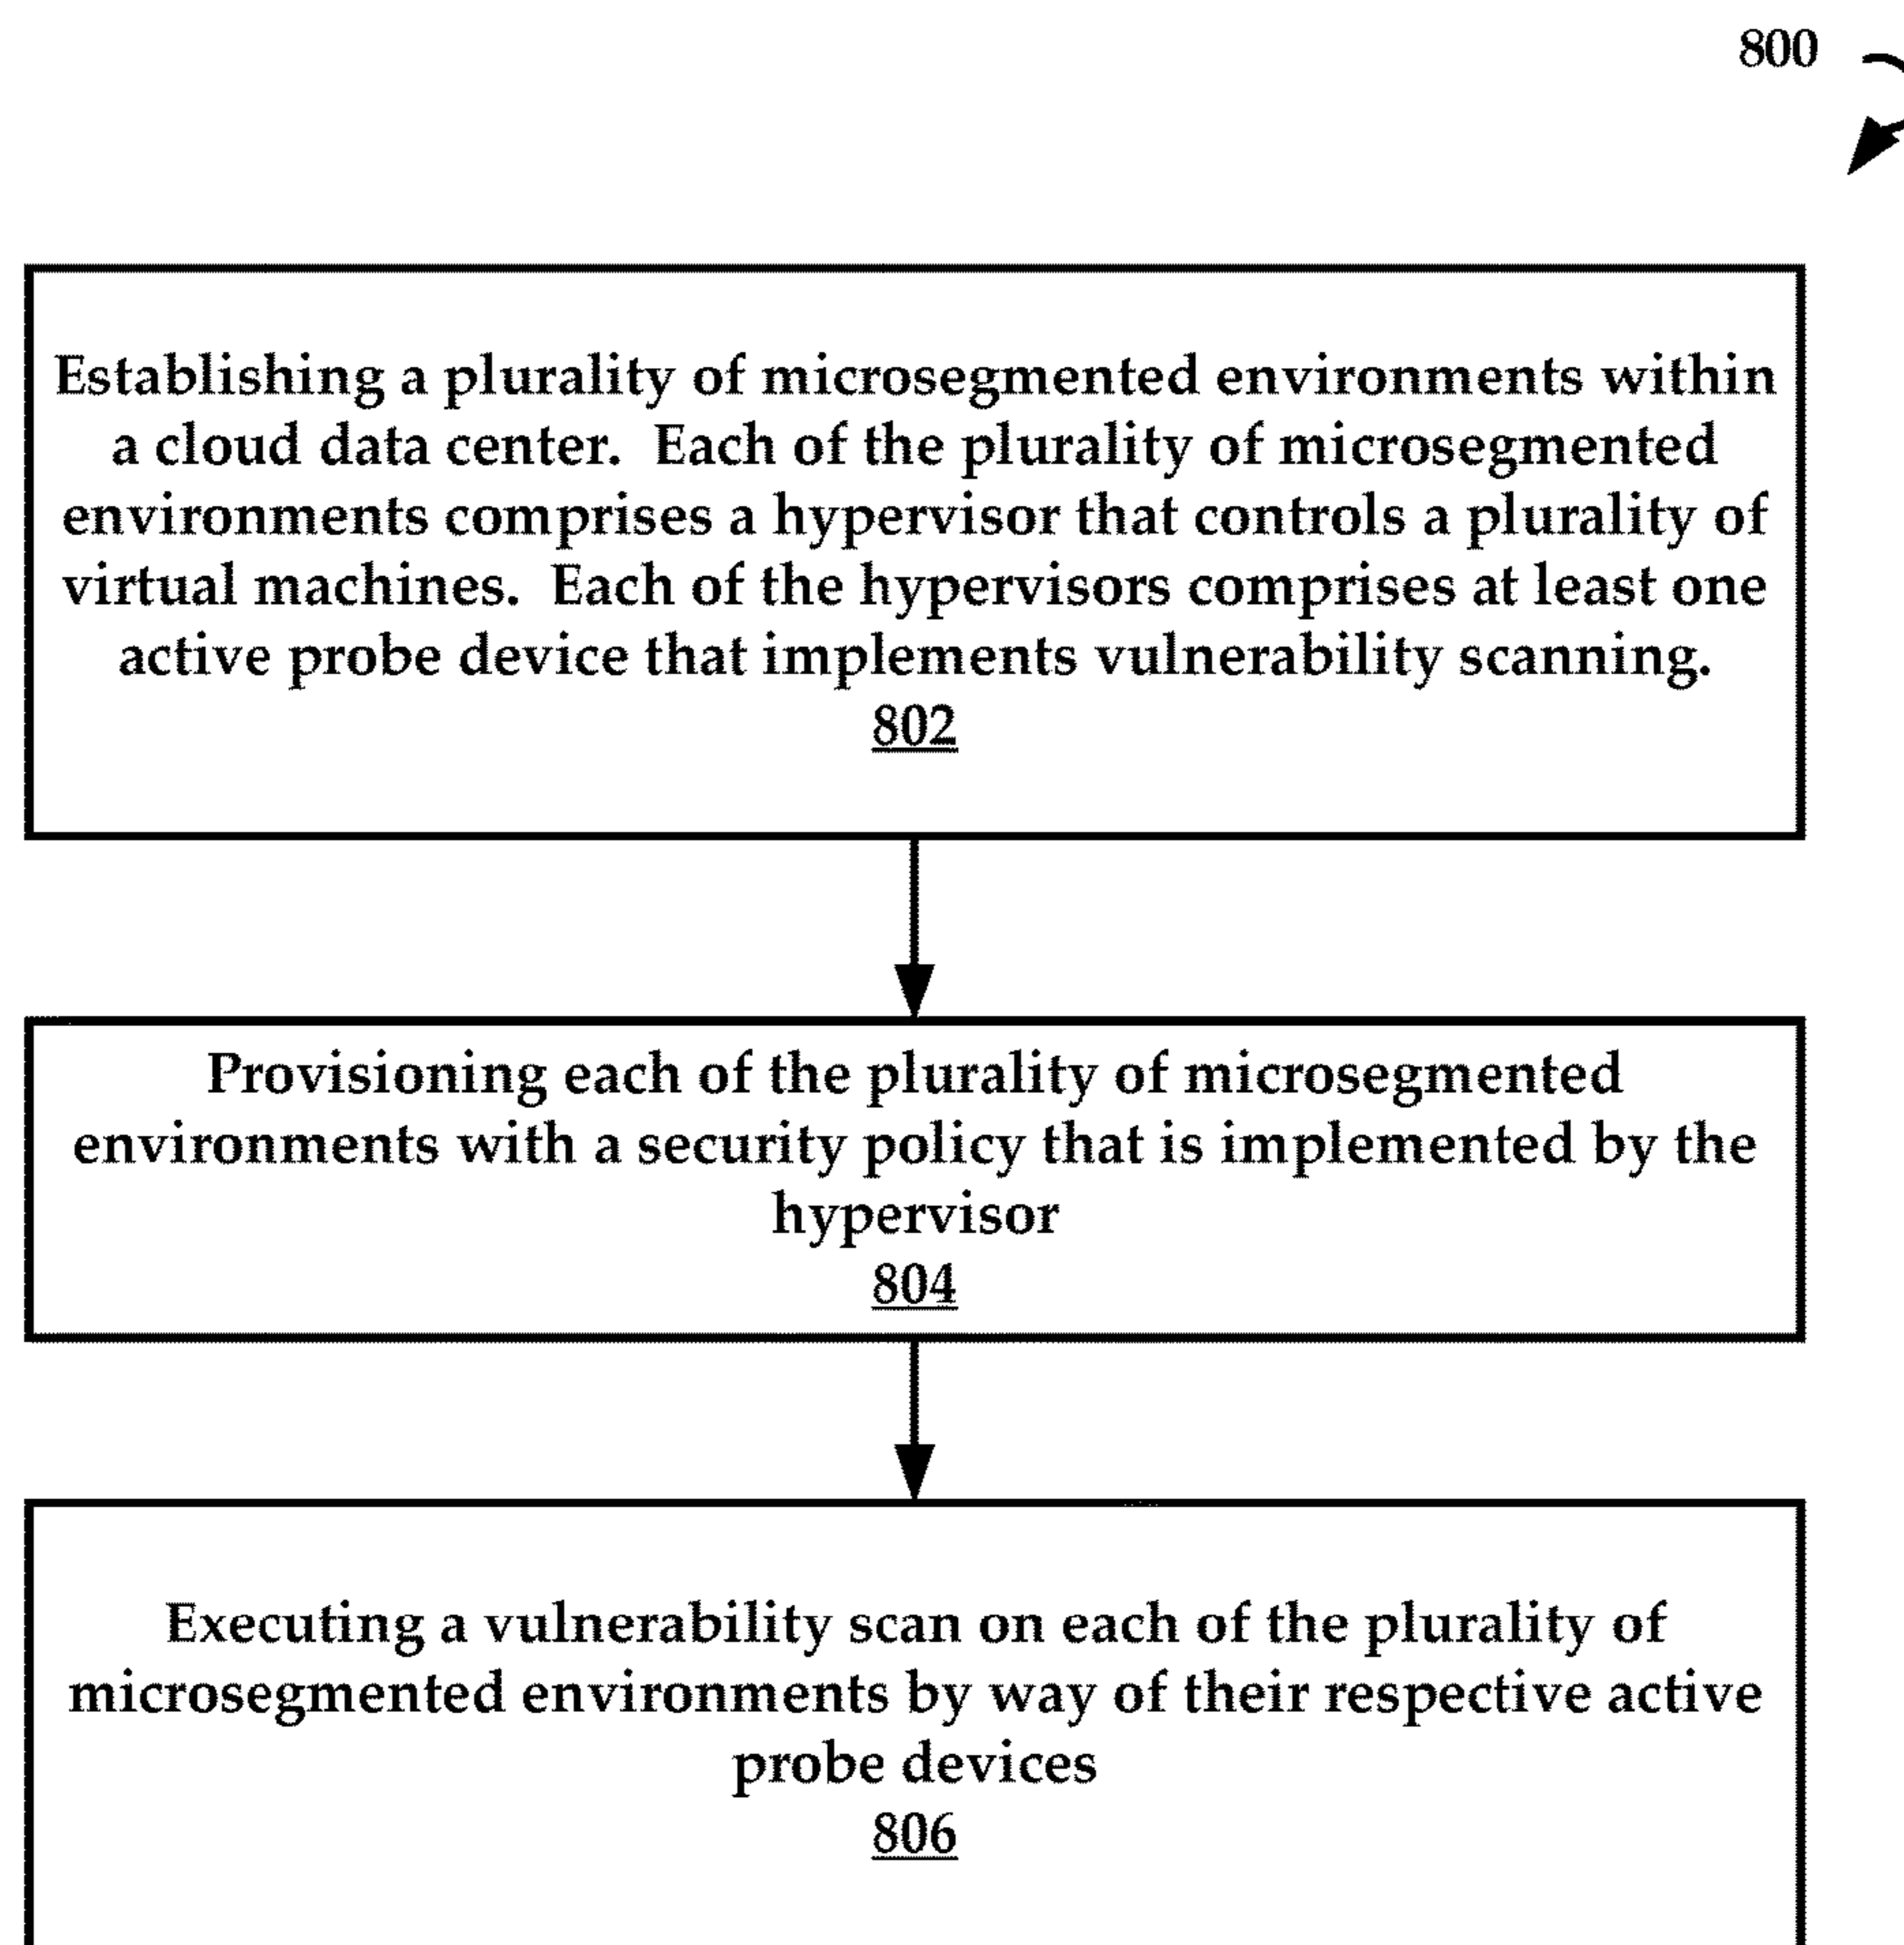 800
Establishing a plurality of microsegmented environments within
a cloud data center. Each of the plurality of microsegmented
environments comprises a hypervisor that controls a plurality of
virtual machines. Each of the hypervisors comprises at least one
active probe device that implements vulnerability scanning.
802
Provisioning each of the plurality of microsegmented
environments with a security policy that is implemented by the
hypervisor
804
Executing a vulnerability scan on each of the plurality of
microsegmented environments by way of their respective active
probe devices
806